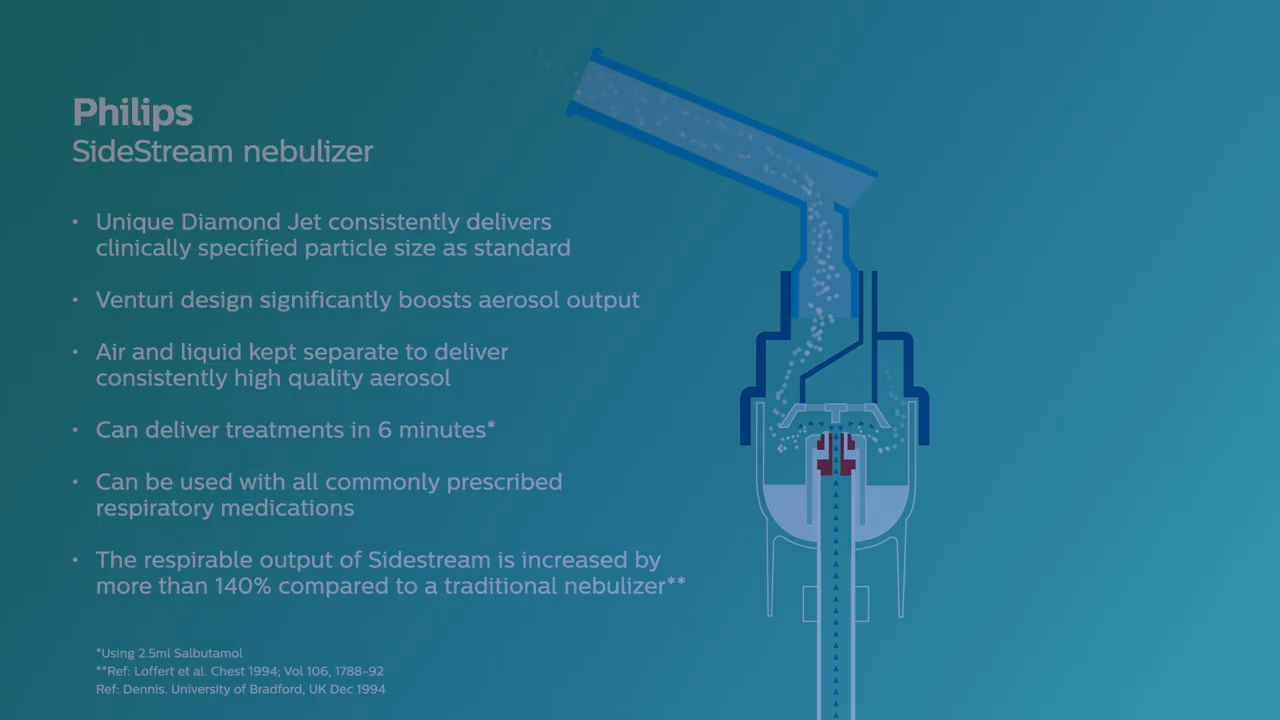 Philips
SideStream nebulizer
• Unique Diamond Jet consistently delivers
clinically specified particle size as standard
• Venturi design significantly boosts aerosol output
• Air and liquid kept separate to deliver
consistently high quality aerosol
• Can deliver treatments in 6 minutes*
• Can be used with all commonly prescribed
respiratory medications
• The respirable output of Sidestream is increased by
more than 140% compared to a traditional nebulizer**
*Using 2.5ml Salbutamol
**Ref: Loffert et al. Chest 1994; Vol 106, 1788-92
Ref: Dennis. University of Bradford, UK Dec 1994